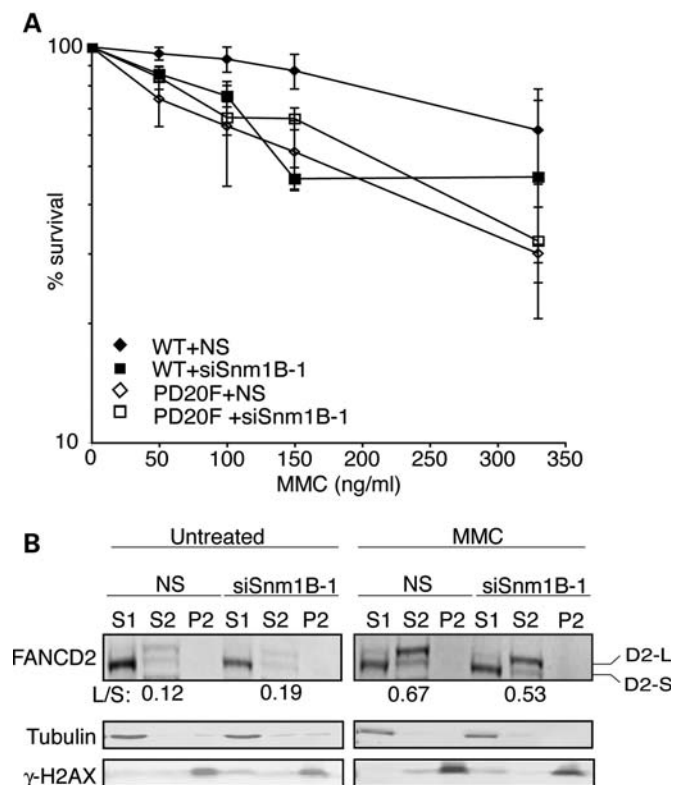 A
100
% survival
WT+NS
WT+siSnm1B-1
PD20F+NS
PD20F +siSnm1B-1
10
0 50 100 150 200 250 300 350
MMC (ng/ml)
B
Untreated MMC
NS siSnm1B-1 NS siSnm1B-1
S1 S2 P2 S1 S2 P2 S1 S2 P2 S1 S2 P2
FANCD2 D2-L
D2-S
L/S: 0.12 0.19 0.67 0.53
Tubulin
γ-H2AX